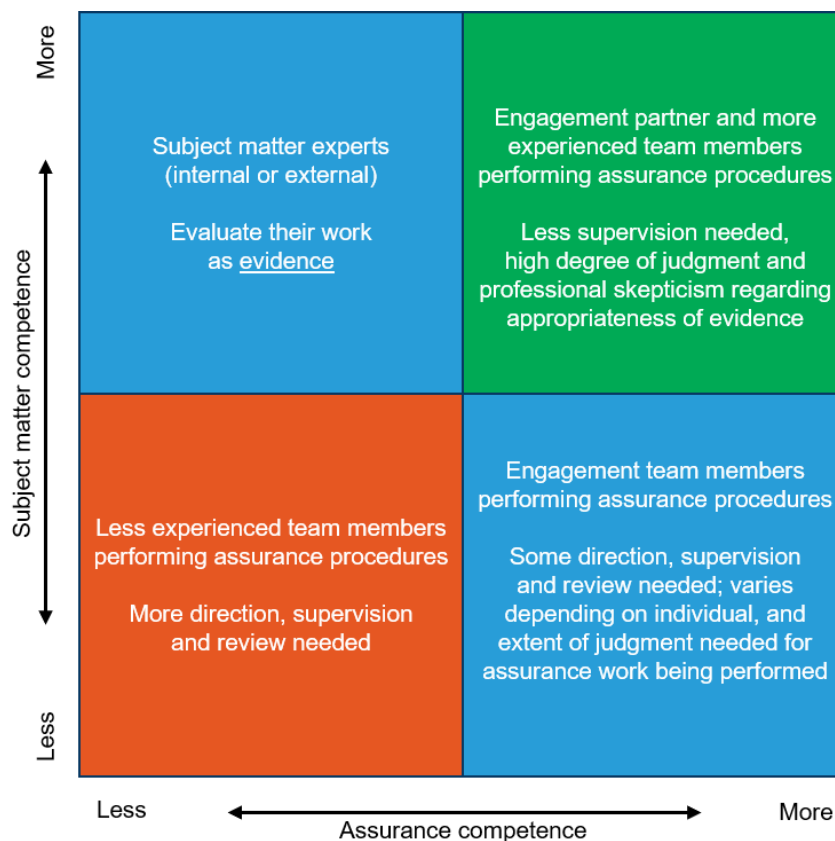 More
Subject matter competence
Less
Subject matter experts
(internal or external)
Evaluate their work
as evidence
Engagement partner and more
experienced team members
performing assurance procedures
Less supervision needed,
high degree of judgment and
professional skepticism regarding
appropriateness of evidence
Less experienced team members
performing assurance procedures
More direction, supervision
and review needed
Engagement team members
performing assurance procedures
Some direction, supervision
and review needed; varies
depending on individual, and
extent of judgment needed for
assurance work being performed
Less
Assurance competence
More